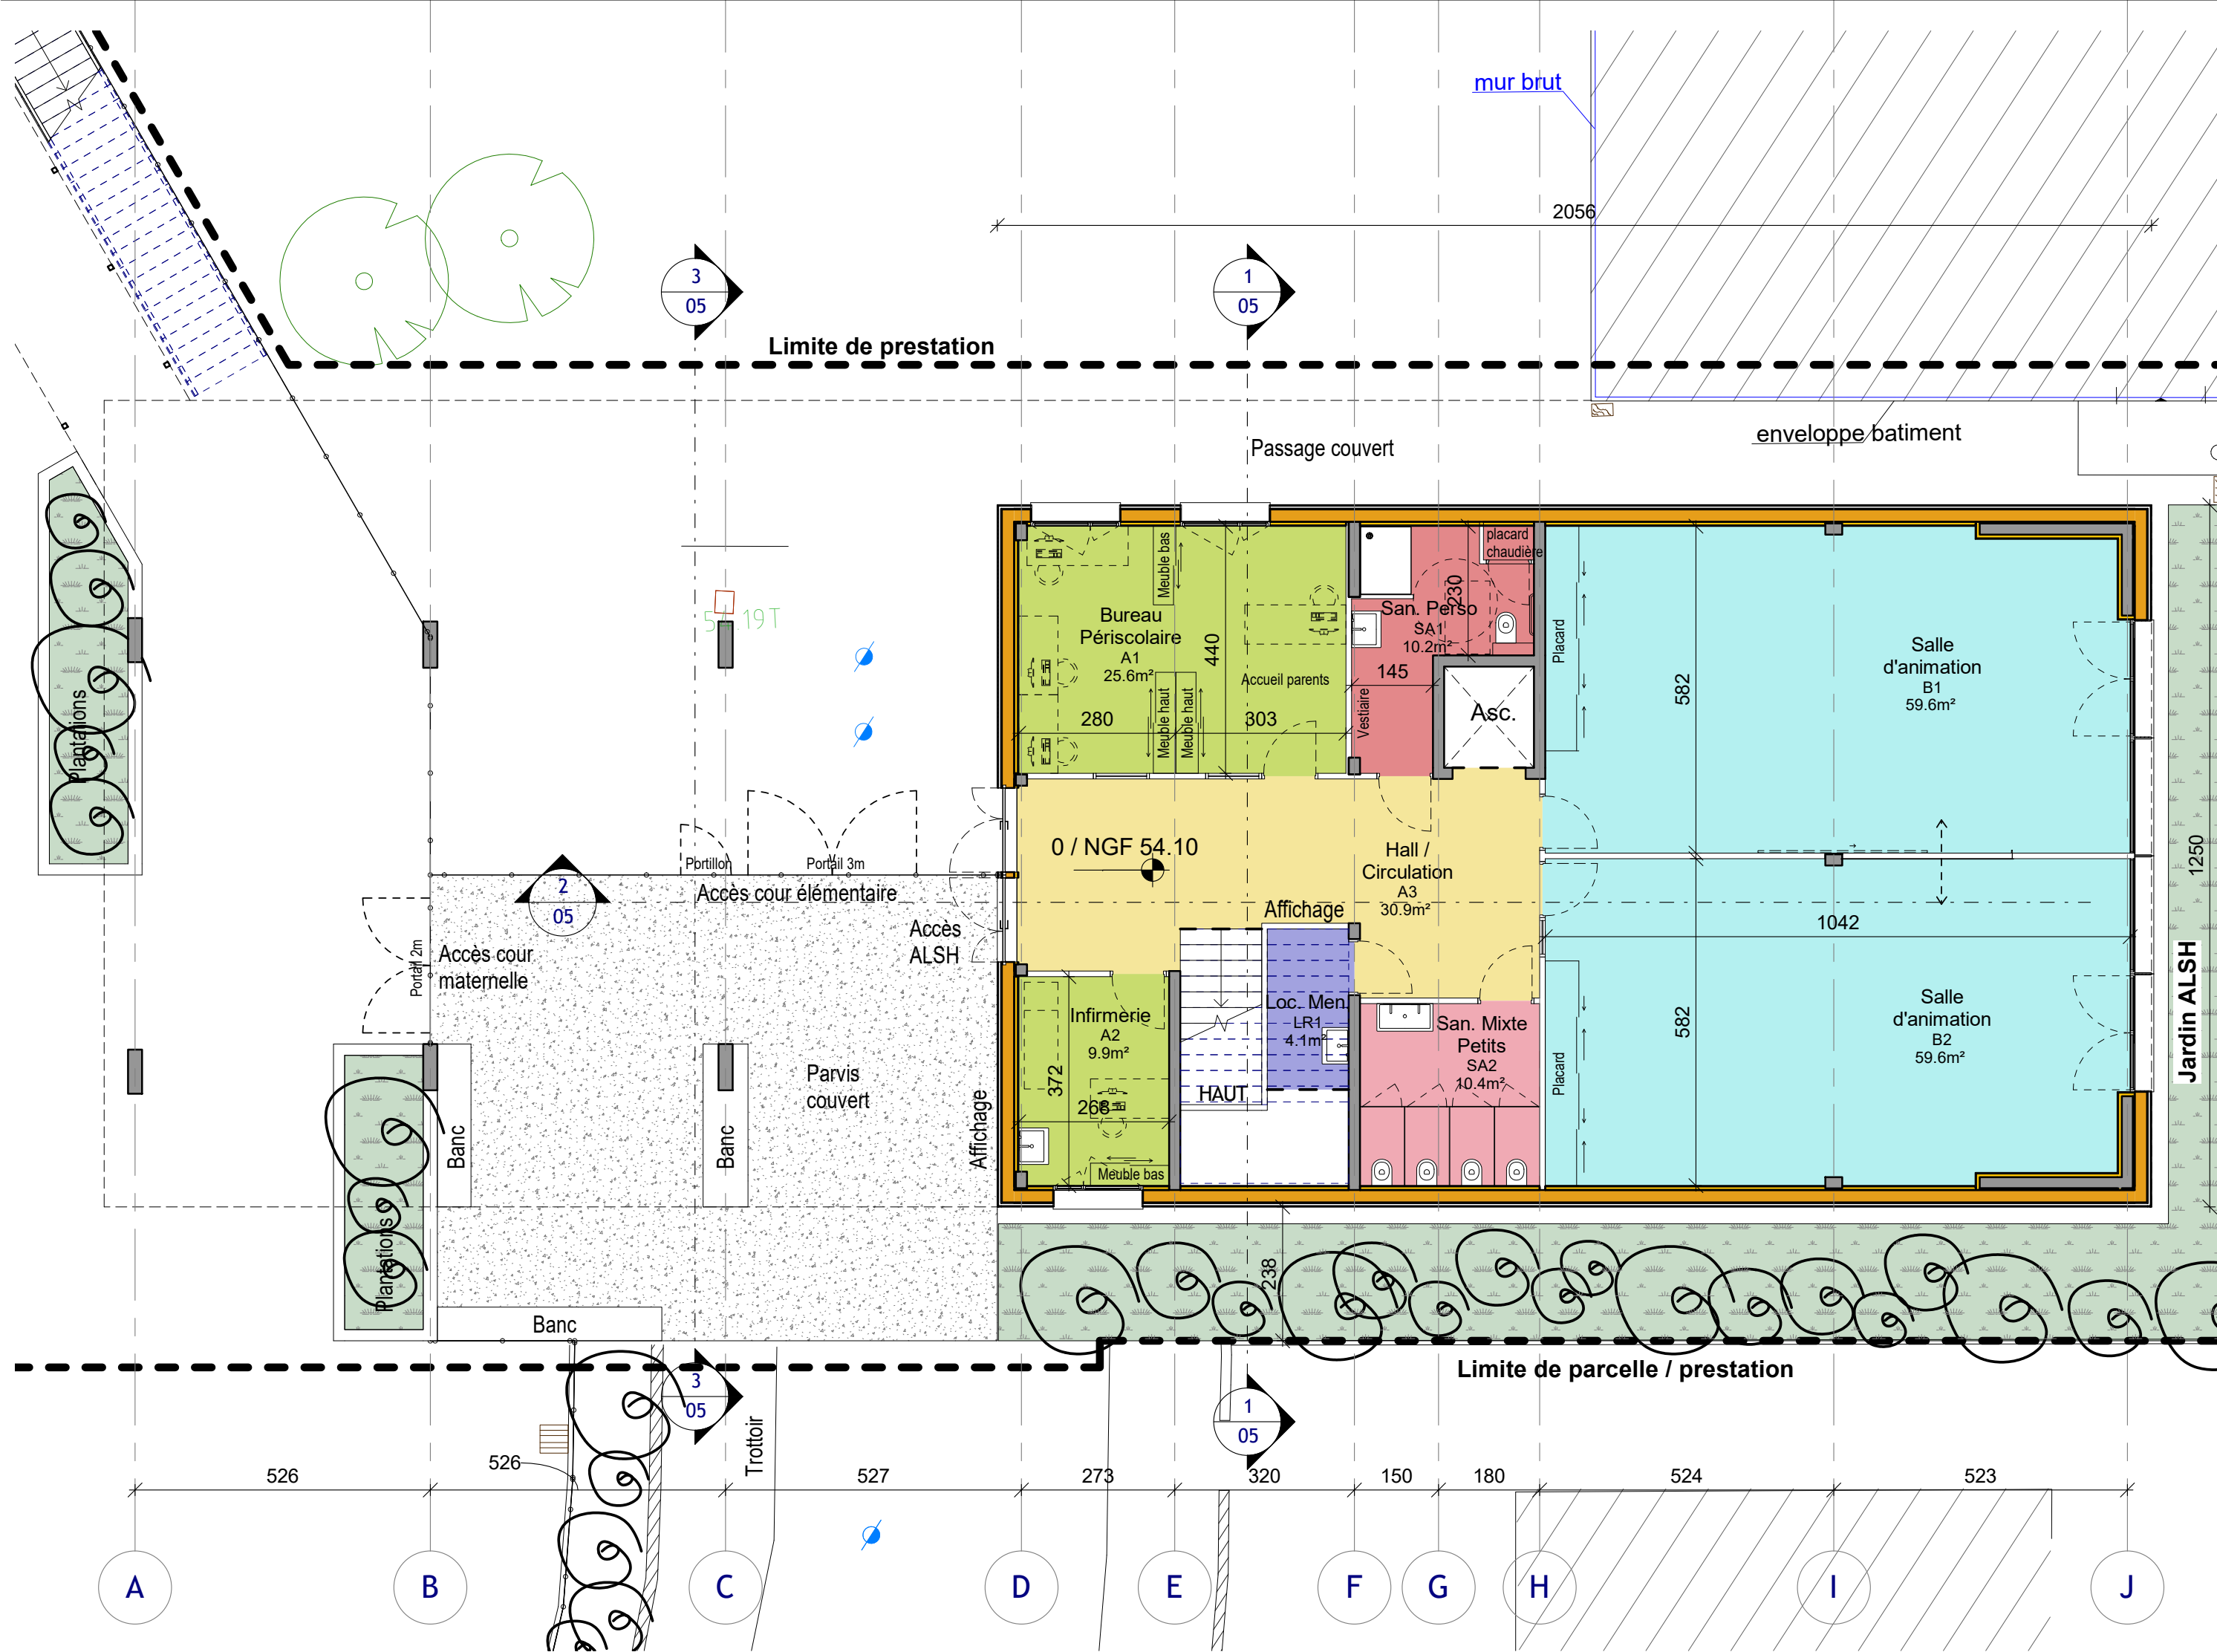 mur brut
2056
3
05
1
05
Limite de prestation
Passage couvert
enveloppe batiment
Plantations
54.19T
Bureau
Périscolaire
A1
25.6m²
Meuble bas
440
Accueil parents
280
303
Meuble haut
Meuble haut
placard
chaudière
230
San. Perso
SA1
10.2m²
145
Vestiaire
Asc.
Placard
582
Salle
d'animation
B1
59.6m²
Portillon
Portail 3m
Accès cour élémentaire
2
05
0 / NGF 54.10
Hall /
Circulation
A3
30.9m²
Affichage
Accès
ALSH
1042
1250
Portail 2m
Accès cour
maternelle
Infirmerie
A2
9.9m²
372
Meuble bas
HAUT
Loc. Men.
LR1
4.1m²
San. Mixte
Petits
SA2
10.4m²
Placard
582
Salle
d'animation
B2
59.6m²
Jardin ALSH
Parvis
couvert
Affichage
Banc
Banc
Plantations
Banc
238
Limite de parcelle / prestation
3
05
1
05
Trottoir
526
526
527
273
320
150
180
524
523
A
B
C
D
E
F
G
H
I
J